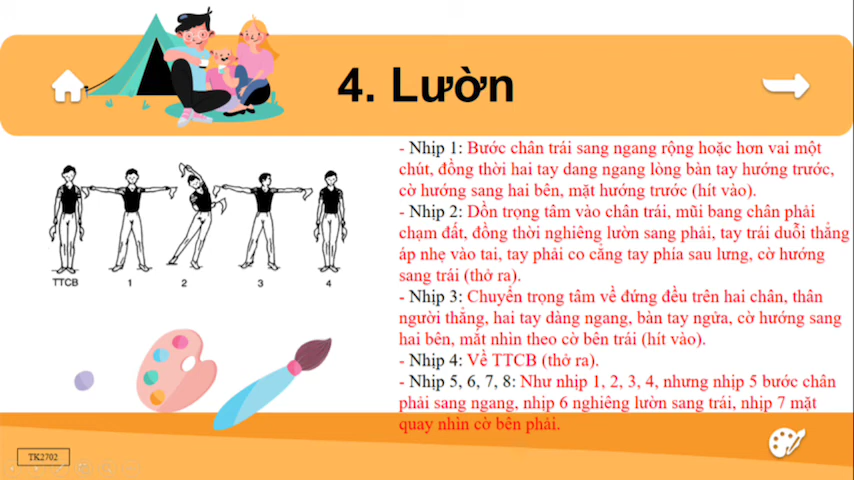 4. Lườn
- Nhịp 1: Bước chân trái sang ngang rộng hoặc hơn vai một
chút, đồng thời hai tay dang ngang lòng bàn tay hướng trước,
cờ hướng sang hai bên, mặt hướng trước (hít vào).
- Nhịp 2: Dồn trọng tâm vào chân trái, mũi bang chân phải
chạm đất, đồng thời nghiêng lườn sang phải, tay trái duỗi thẳng
áp nhẹ vào tai, tay phải co cẳng tay phía sau lưng, cờ hướng
sang trái (thở ra).
- Nhịp 3: Chuyển trọng tâm về đứng đều trên hai chân, thân
người thẳng, hai tay dàng ngang, bàn tay ngửa, cờ hướng sang
hai bên, mắt nhìn theo cờ bên trái (hít vào).
- Nhịp 4: Về TTCB (thở ra).
- Nhịp 5, 6, 7, 8: Như nhịp 1, 2, 3, 4, nhưng nhịp 5 bước chân
phải sang ngang, nhịp 6 nghiêng lườn sang trái, nhịp 7 mặt
quay nhìn cờ bên phải.
TTCB 1 2 3 4
TK2702